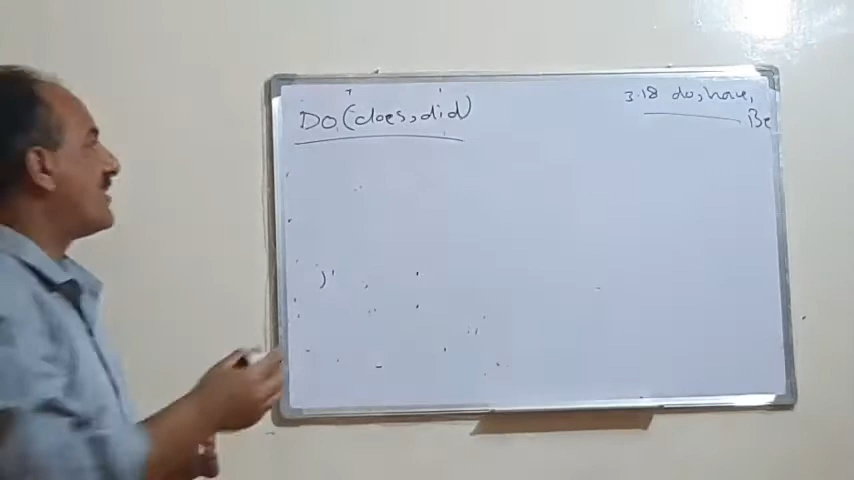 Do (does, did)
3.18 do, have,
Be